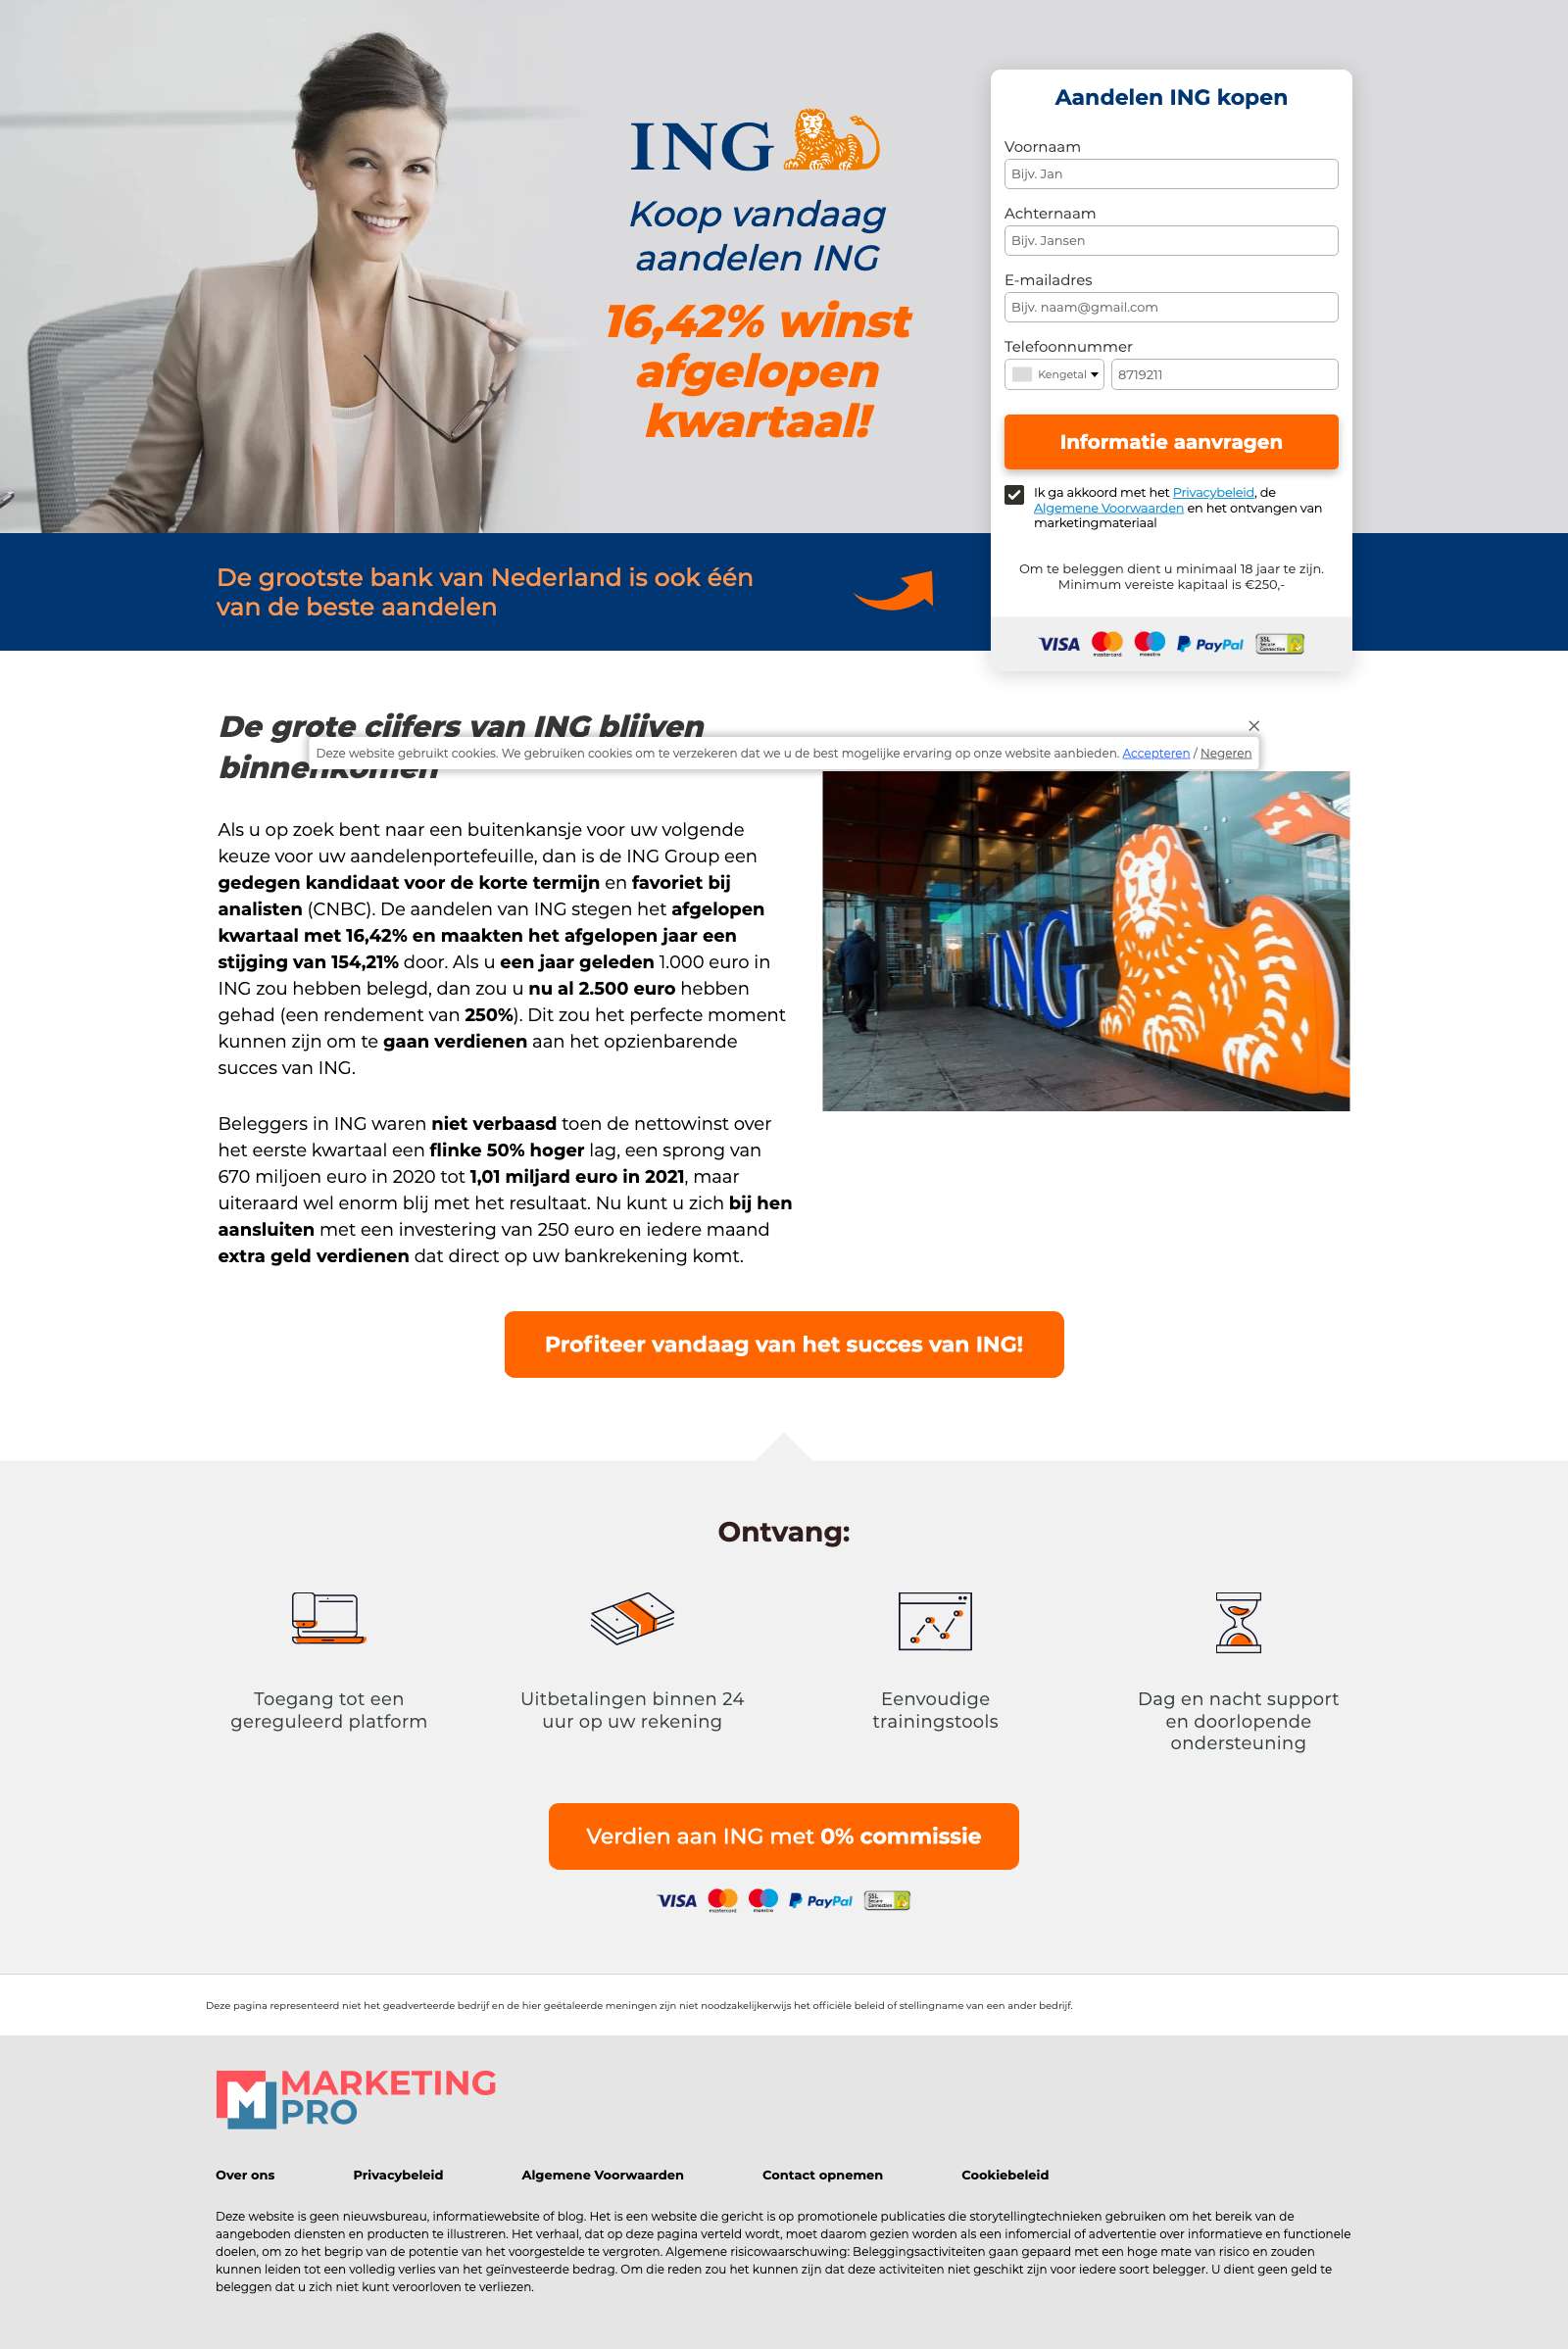 ING
Koop vandaag
aandelen ING
16,42% winst
afgelopen
kwartaal!
Aandelen ING kopen
Voornaam
Bijv. Jan
Achternaam
Bijv. Jansen
E-mailadres
Bijv. naam@gmail.com
Telefoonnummer
Kengetal 8719211
Informatie aanvragen
Ik ga akkoord met het Privacybeleid, de
Algemene Voorwaarden en het ontvangen van
marketingmateriaal
Om te beleggen dient u minimaal 18 jaar te zijn.
Minimum vereiste kapitaal is €250,-
VISA mastercard maestro PayPal SSL Secure Connection
De grootste bank van Nederland is ook één
van de beste aandelen
De grote cijfers van ING blijven
binnenkomen
Deze website gebruikt cookies. We gebruiken cookies om te verzekeren dat we u de best mogelijke ervaring op onze website aanbieden. Accepteren / Negeren
Als u op zoek bent naar een buitenkansje voor uw volgende
keuze voor uw aandelenportefeuille, dan is de ING Group een
gedegen kandidaat voor de korte termijn en favoriet bij
analisten (CNBC). De aandelen van ING stegen het afgelopen
kwartaal met 16,42% en maakten het afgelopen jaar een
stijging van 154,21% door. Als u een jaar geleden 1.000 euro in
ING zou hebben belegd, dan zou u nu al 2.500 euro hebben
gehad (een rendement van 250%). Dit zou het perfecte moment
kunnen zijn om te gaan verdienen aan het opzienbarende
succes van ING.
ING
Beleggers in ING waren niet verbaasd toen de nettowinst over
het eerste kwartaal een flinke 50% hoger lag, een sprong van
670 miljoen euro in 2020 tot 1,01 miljard euro in 2021, maar
uiteraard wel enorm blij met het resultaat. Nu kunt u zich bij hen
aansluiten met een investering van 250 euro en iedere maand
extra geld verdienen dat direct op uw bankrekening komt.
Profiteer vandaag van het succes van ING!
Ontvang:
Toegang tot een
gereguleerd platform
Uitbetalingen binnen 24
uur op uw rekening
Eenvoudige
trainingstools
Dag en nacht support
en doorlopende
ondersteuning
Verdien aan ING met 0% commissie
VISA mastercard maestro PayPal SSL Secure Connection
Deze pagina representeerd niet het geadverteerde bedrijf en de hier geëtaleerde meningen zijn niet noodzakelijkerwijs het officiële beleid of stellingname van een ander bedrijf.
M MARKETING
PRO
Over ons Privacybeleid Algemene Voorwaarden Contact opnemen Cookiebeleid
Deze website is geen nieuwsbureau, informatiewebsite of blog. Het is een website die gericht is op promotionele publicaties die storytellingtechnieken gebruiken om het bereik van de
aangeboden diensten en producten te illustreren. Het verhaal, dat op deze pagina verteld wordt, moet daarom gezien worden als een infomercial of advertentie over informatieve en functionele
doelen, om zo het begrip van de potentie van het voorgestelde te vergroten. Algemene risicowaarschuwing: Beleggingsactiviteiten gaan gepaard met een hoge mate van risico en zouden
kunnen leiden tot een volledig verlies van het geïnvesteerde bedrag. Om die reden zou het kunnen zijn dat deze activiteiten niet geschikt zijn voor iedere soort belegger. U dient geen geld te
beleggen dat u zich niet kunt veroorloven te verliezen.